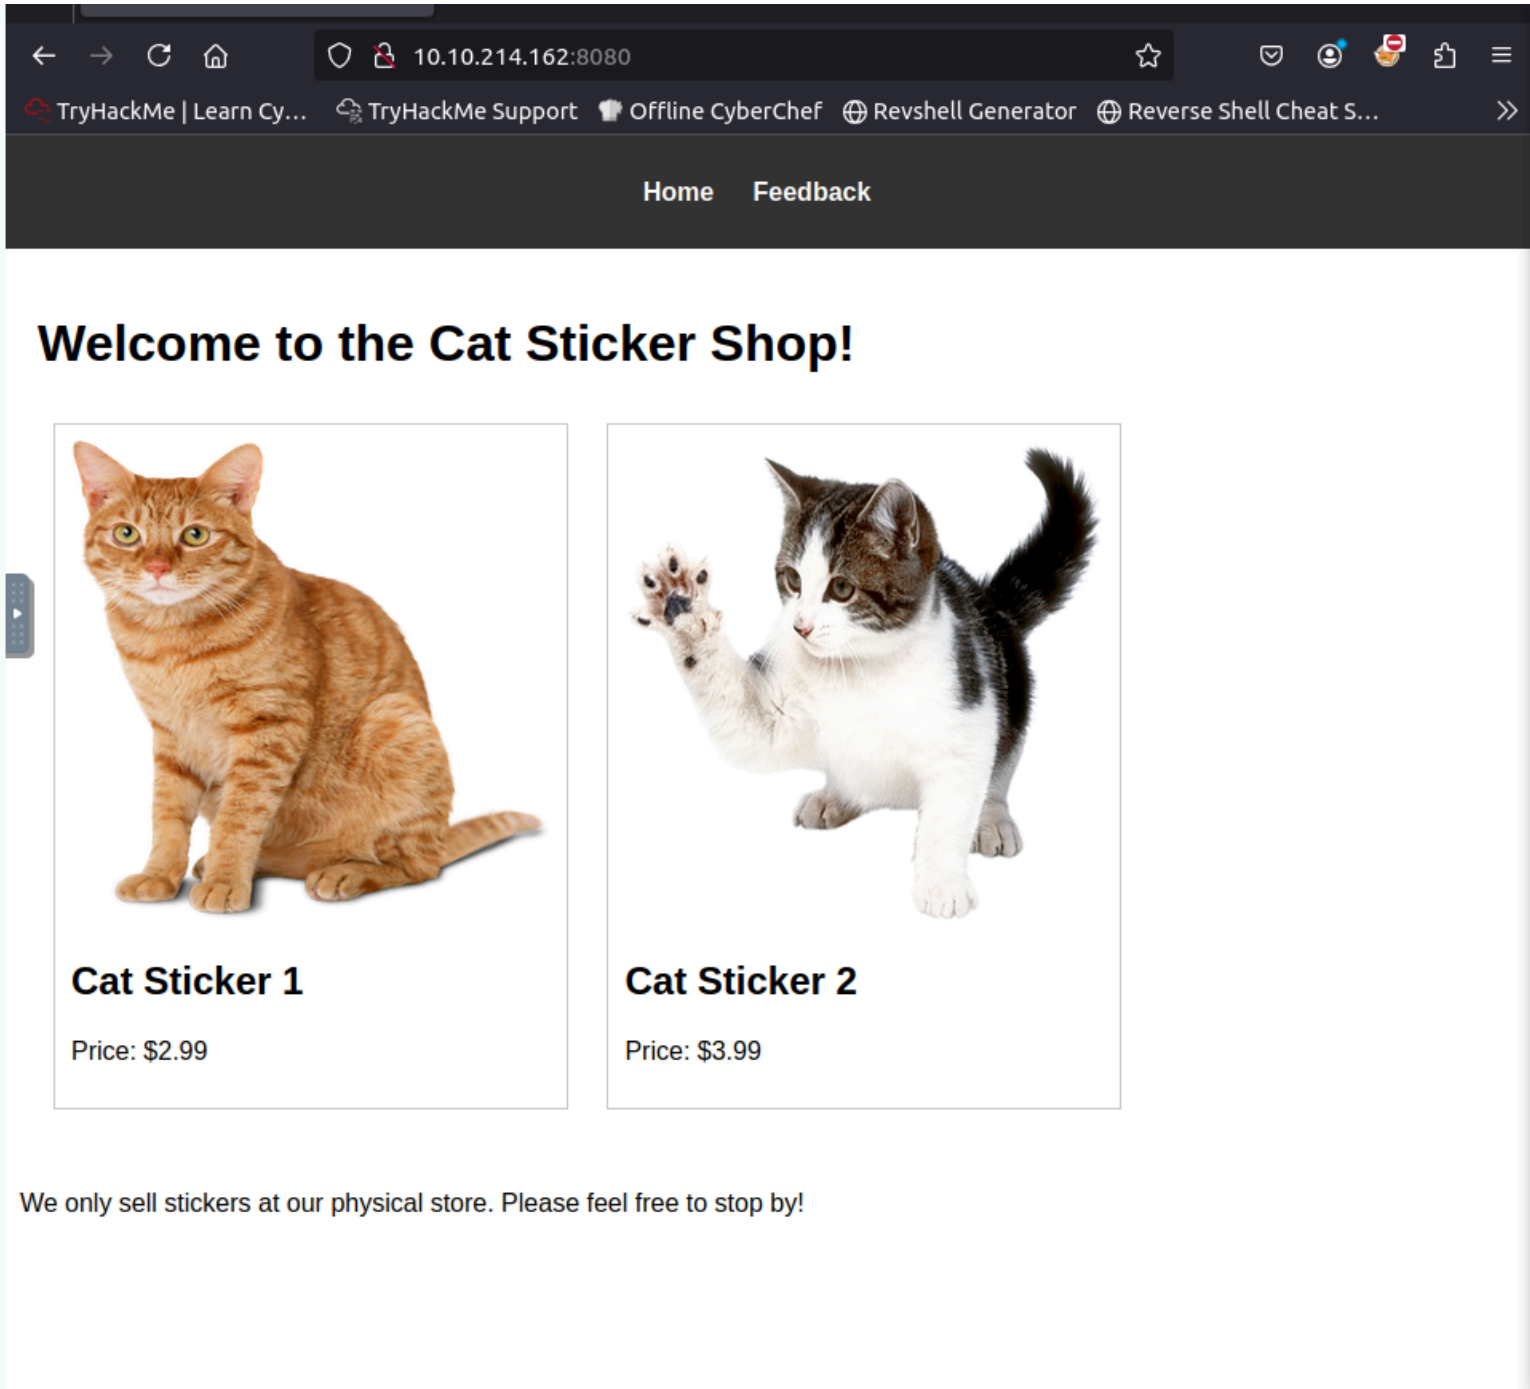 10.10.214.162:8080
TryHackMe | Learn Cy... TryHackMe Support Offline CyberChef Revshell Generator Reverse Shell Cheat S...
Home Feedback
Welcome to the Cat Sticker Shop!
Cat Sticker 1
Price: $2.99
Cat Sticker 2
Price: $3.99
We only sell stickers at our physical store. Please feel free to stop by!